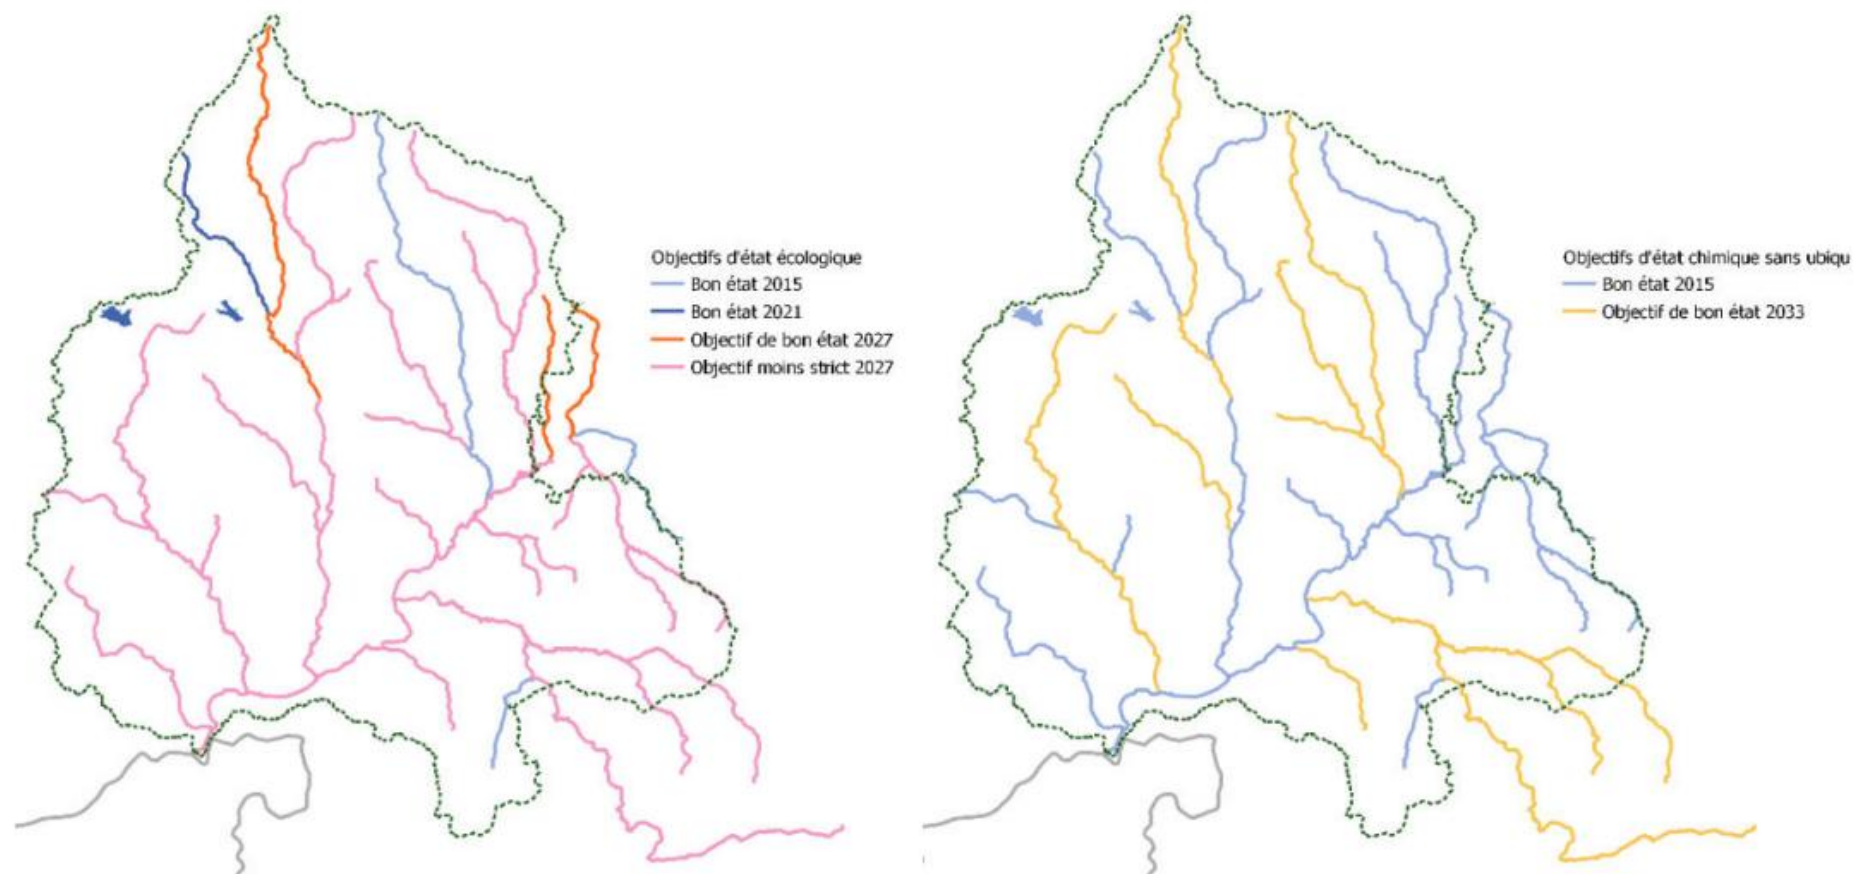 Objectifs d'état écologique
Bon état 2015
Bon état 2021
Objectif de bon état 2027
Objectif moins strict 2027
Objectifs d'état chimique sans ubiqu
Bon état 2015
Objectif de bon état 2033